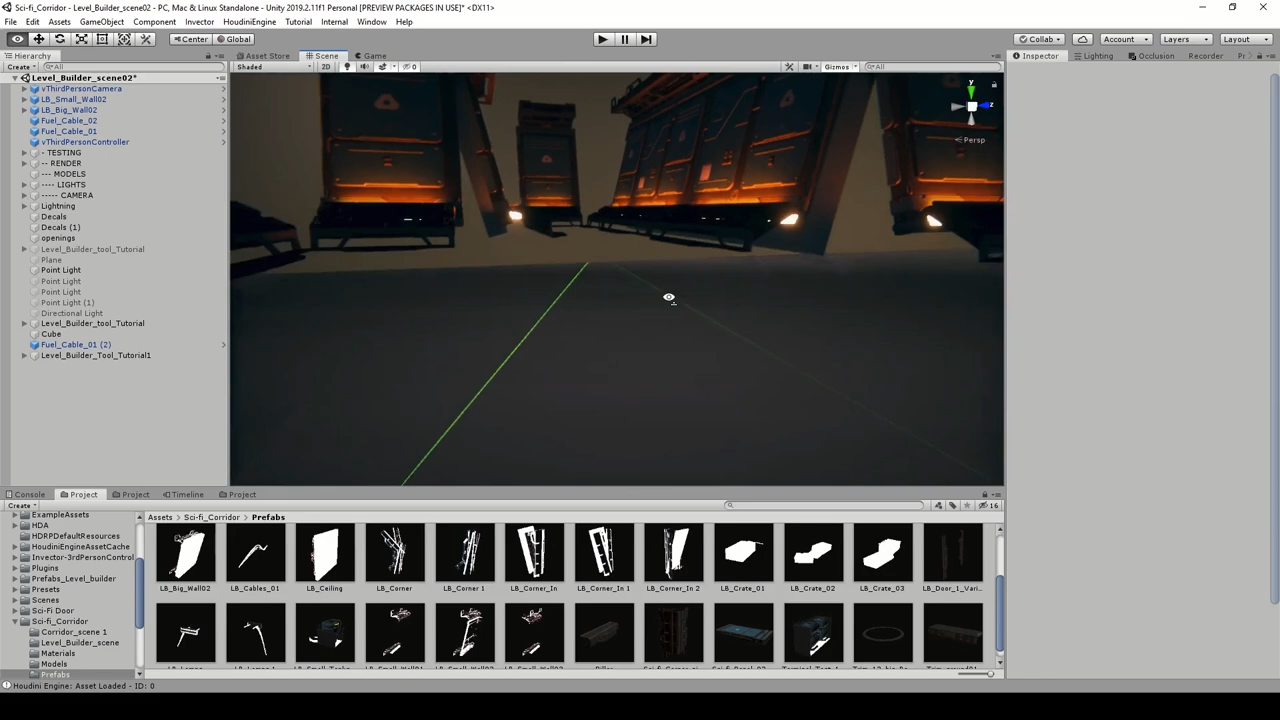 Sci-fi_Corridor - Level_Builder_scene02 - PC, Mac & Linux Standalone - Unity 2019.2.11f1 Personal [PREVIEW PACKAGES IN USE]* <DX11>
File Edit Assets GameObject Component Invector HoudiniEngine Tutorial Internal Window Help
Center Global Collab Account Layers Layout
Hierarchy Asset Store Scene Game Inspector Lighting Occlusion Recorder Pr
Create All Shaded 2D 0 Gizmos All
Level_Builder_scene02*
vThirdPersonCamera
LB_Small_Wall02
LB_Big_Wall02
Fuel_Cable_02
Fuel_Cable_01
vThirdPersonController
- TESTING
-- RENDER
--- MODELS
---- LIGHTS
----- CAMERA
Lightning
Decals
Decals (1)
openings
Level_Builder_tool_Tutorial
Plane
Point Light
Point Light
Point Light
Point Light (1)
Directional Light
Level_Builder_tool_Tutorial
Cube
Fuel_Cable_01 (2)
Level_Builder_Tool_Tutorial1
y
z
Persp
Console Project Project Timeline Project
Create 16
ExampleAssets
HDA
HDRPDefaultResources
HoudiniEngineAssetCache
Invector-3rdPersonControl
Plugins
Prefabs_Level_builder
Presets
Scenes
Sci-Fi Door
Sci-fi_Corridor
Corridor_scene 1
Level_Builder_scene
Materials
Models
Prefabs
Assets Sci-fi_Corridor Prefabs
LB_Big_Wall02 LB_Cables_01 LB_Ceiling LB_Corner LB_Corner 1 LB_Corner_In LB_Corner_In 1 LB_Corner_In 2 LB_Crate_01 LB_Crate_02 LB_Crate_03 LB_Door_1_Vari...
Houdini Engine: Asset Loaded - ID: 0